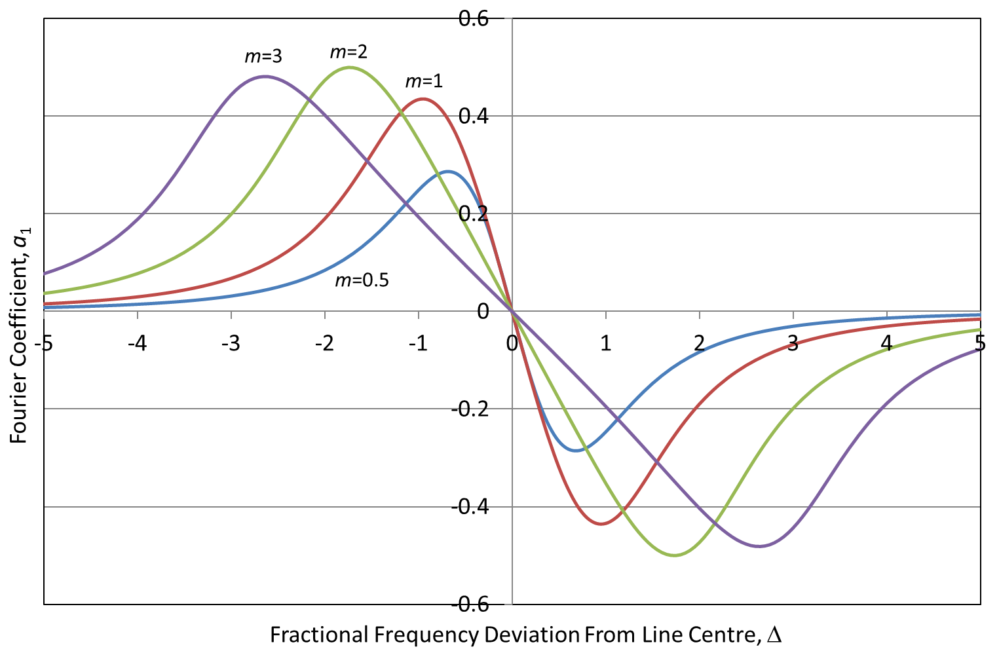 0.6
m=3
m=2
m=1
0.4
0.2
m=0.5
0
-5 -4 -3 -2 -1 0 1 2 3 4 5
-0.2
-0.4
-0.6
Fourier Coefficient, a1
Fractional Frequency Deviation From Line Centre, Δ